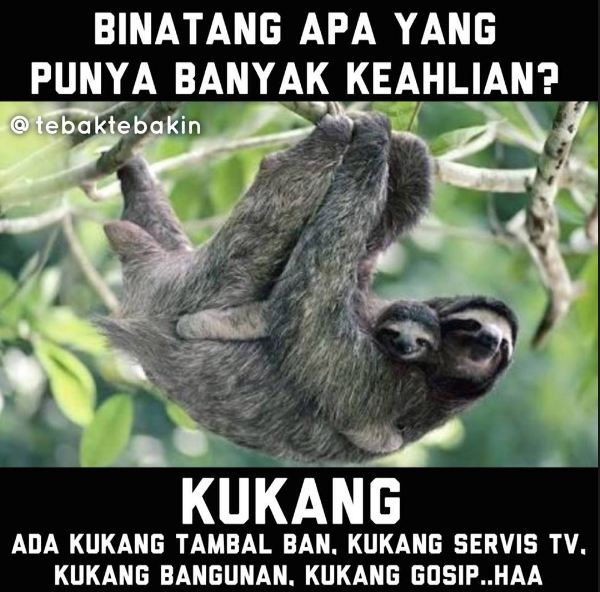 BINATANG APA YANG
PUNYA BANYAK KEAHLIAN?
@tebaktebakin
KUKANG
ADA KUKANG TAMBAL BAN, KUKANG SERVIS TV,
KUKANG BANGUNAN, KUKANG GOSIP..HAA